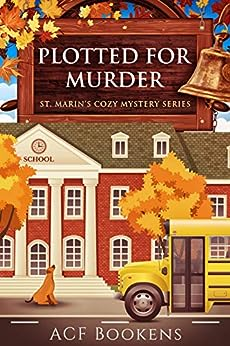 PLOTTED FOR
MURDER
ST. MARIN'S COZY MYSTERY SERIES
SCHOOL
ACF BOOKENS